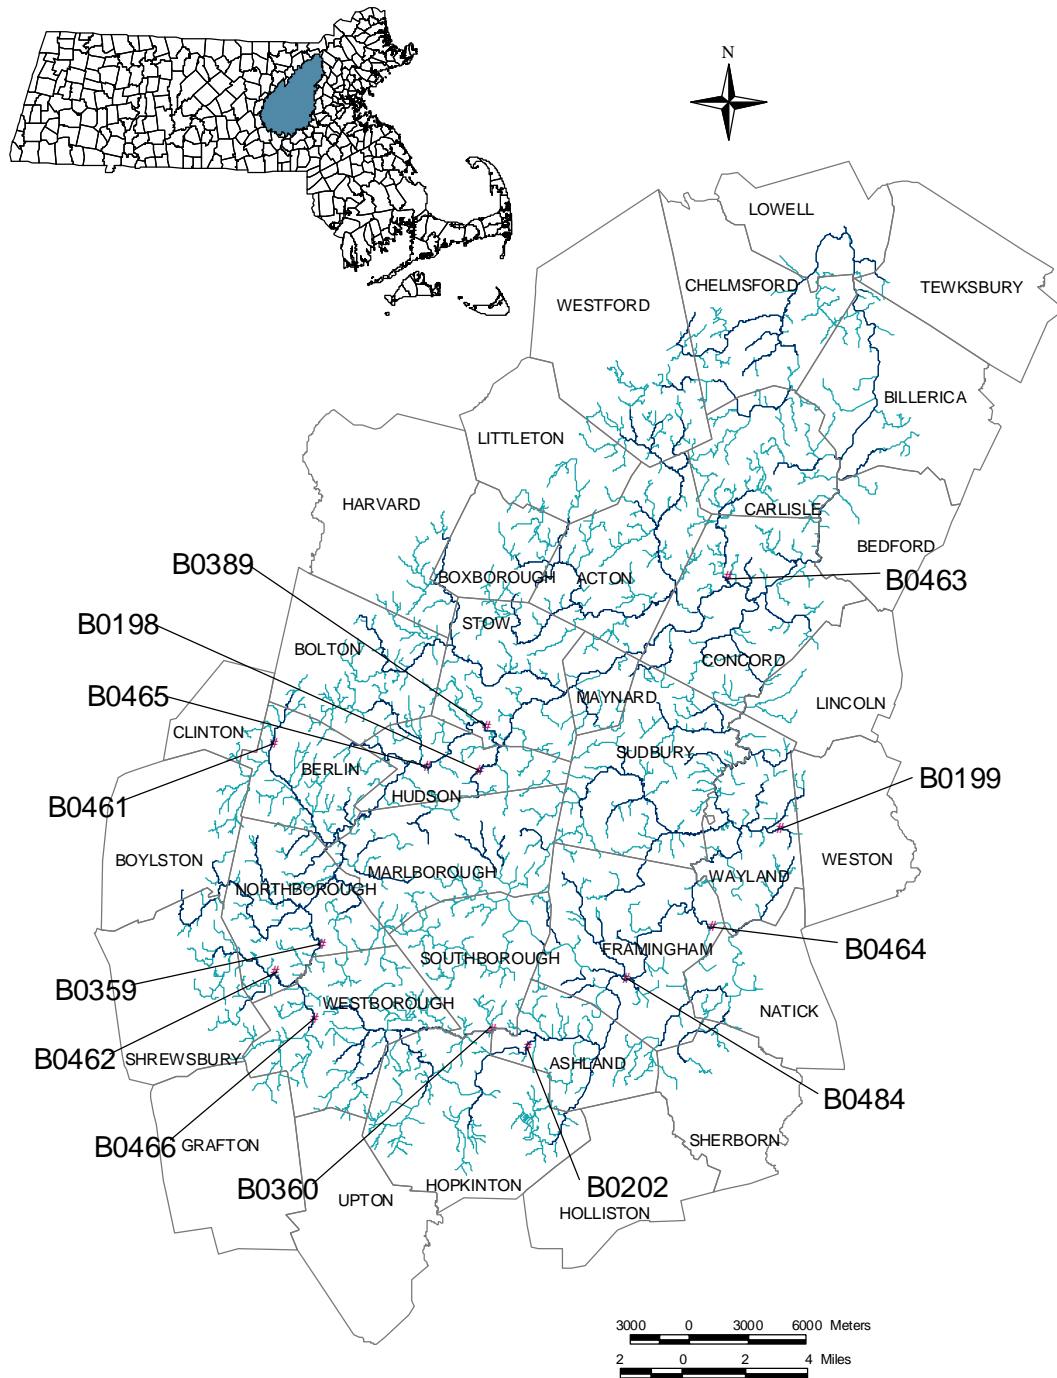 N
LOWELL
CHELMSFORD
TEWKSBURY
WESTFORD
BILLERICA
LITTLETON
HARVARD
CARLISLE
BEDFORD
B0389
BOXBOROUGH
ACTON
B0463
B0198
STOW
BOLTON
CONCORD
B0465
MAYNARD
LINCOLN
CLINTON
SUDBURY
BERLIN
B0199
HUDSON
B0461
BOYLSTON
MARLBOROUGH
WAYLAND
WESTON
NORTHBOROUGH
FRAMINGHAM
B0464
SOUTHBOROUGH
B0359
WESTBOROUGH
NATICK
B0462
SHREWSBURY
ASHLAND
B0484
B0466
GRAFTON
SHERBORN
B0360
HOPKINTON
B0202
UPTON
HOLLISTON
3000 0 3000 6000 Meters
2 0 2 4 Miles